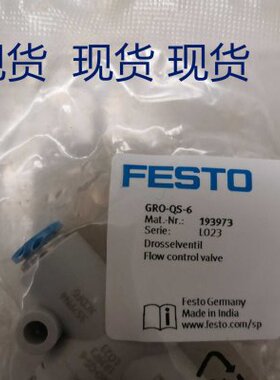 现货 现货 现货
FESTO
GRO-QS-6
Mat.-Nr.: 193973
Serie: L023
Drosselventil
Flow control valve
Festo Germany
Made in India
www.festo.com/sp